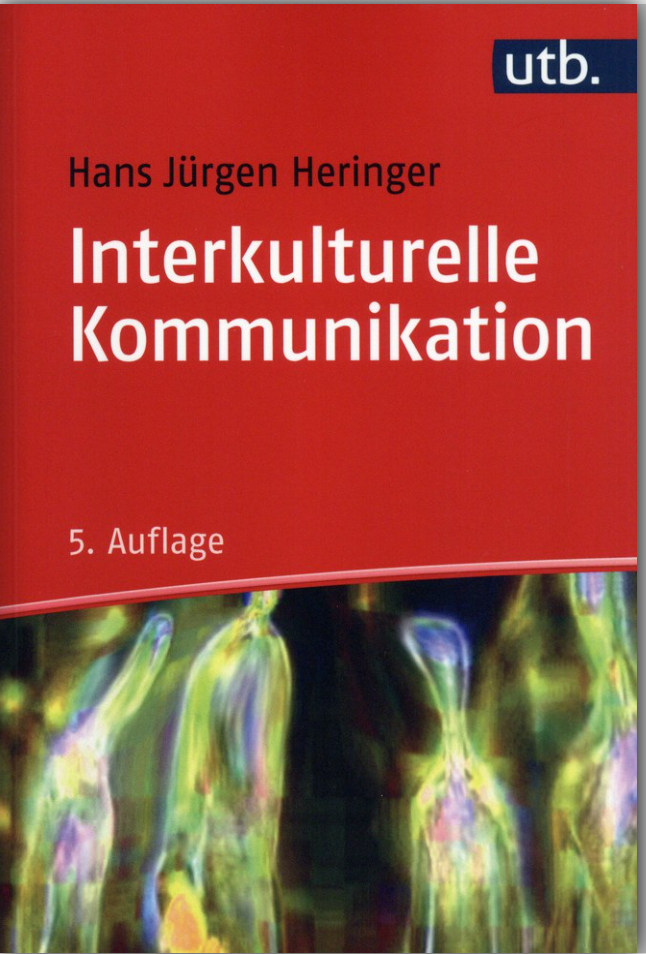 utb.
Hans Jürgen Heringer
Interkulturelle
Kommunikation
5. Auflage